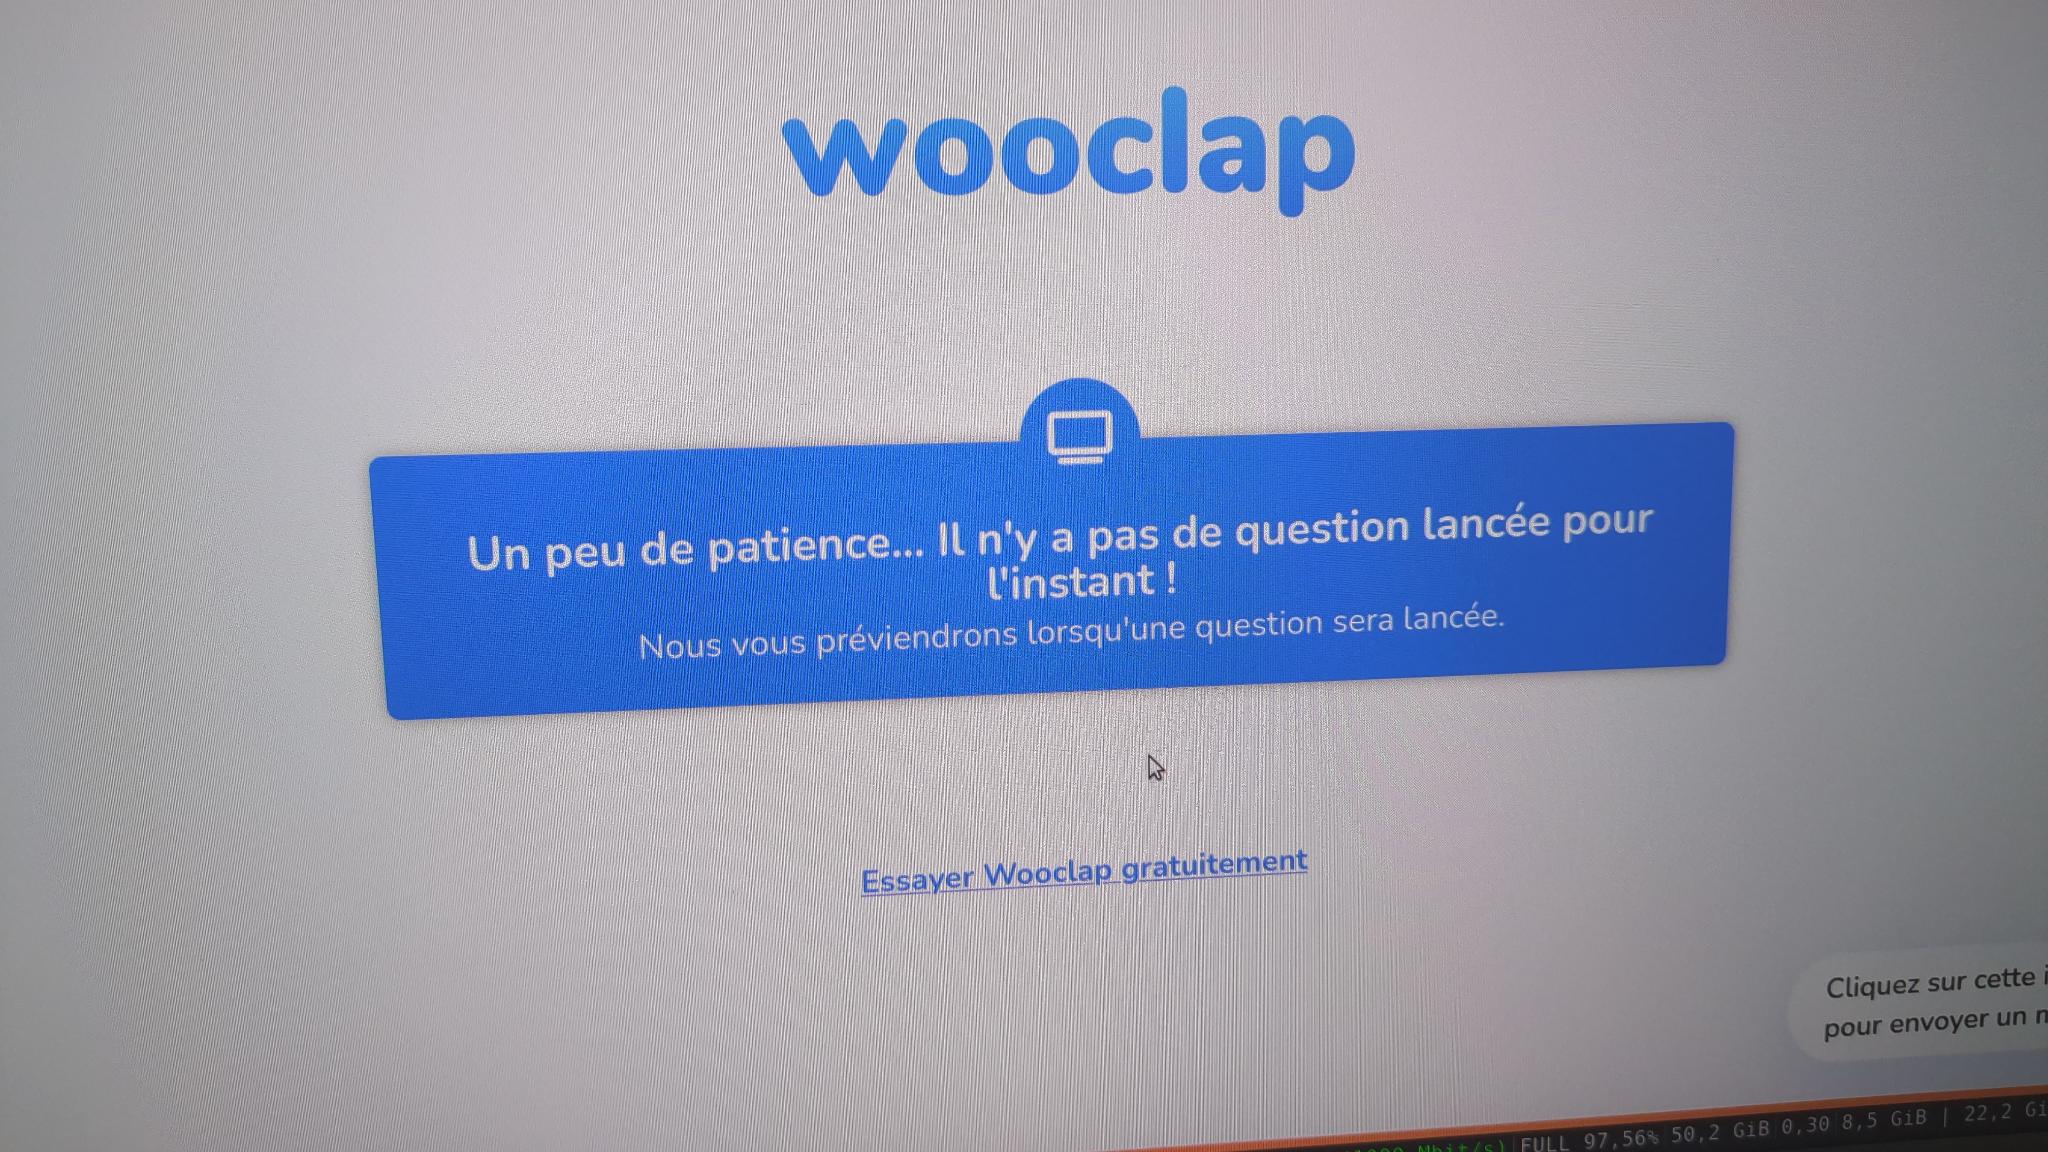 wooclap
Un peu de patience... Il n'y a pas de question lancée pour
l'instant !
Nous vous préviendrons lorsqu'une question sera lancée.
Essayer Wooclap gratuitement
Cliquez sur cette
pour envoyer un
Mbit/s) FULL 97,56% 50,2 GiB 0,30 8,5 GiB | 22,2